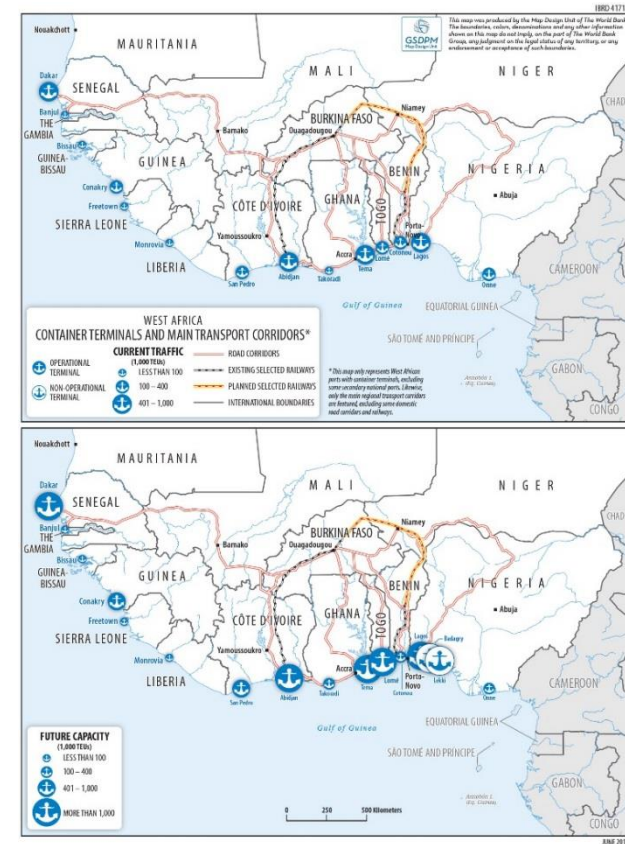 IBRD 4171
This map was produced by the Map Design Unit of The World Bank.
The boundaries, colors, denominations and any other information
shown on this map do not imply, on the part of The World Bank
Group, any judgment on the legal status of any territory, or any
endorsement or acceptance of such boundaries.
GSDPM
Map Design Unit
Nouakchott
MAURITANIA
MALI
NIGER
CHAD
Dakar
SENEGAL
Banjul
THE
GAMBIA
Bissau
GUINEA-
BISSAU
Bamako
BURKINA FASO
Ouagadougou
Niamey
GUINEA
BENIN
NIGERIA
Abuja
Conakry
Freetown
SIERRA LEONE
CÔTE D'IVOIRE
GHANA
TOGO
Yamoussoukro
Porto-
Novo
Monrovia
LIBERIA
Accra
San Pedro
Abidjan
Takoradi
Tema
Lomé
Cotonou
Lagos
Onne
CAMEROON
Gulf of Guinea
EQUATORIAL GUINEA
SÃO TOMÉ AND PRÍNCIPE
GABON
CONGO
WEST AFRICA
CONTAINER TERMINALS AND MAIN TRANSPORT CORRIDORS*
OPERATIONAL
TERMINAL
NON-OPERATIONAL
TERMINAL
CURRENT TRAFFIC
(1,000 TEUs)
LESS THAN 100
100 – 400
401 – 1,000
ROAD CORRIDORS
EXISTING SELECTED RAILWAYS
PLANNED SELECTED RAILWAYS
INTERNATIONAL BOUNDARIES
* This map only represents West African
ports with container terminals, excluding
some secondary national ports. Likewise,
only the main regional transport corridors
are featured, excluding some domestic
road corridors and railways.
Nouakchott
MAURITANIA
MALI
NIGER
CHAD
Dakar
SENEGAL
Banjul
THE
GAMBIA
Bissau
GUINEA-
BISSAU
Bamako
BURKINA FASO
Ouagadougou
Niamey
GUINEA
BENIN
NIGERIA
Abuja
Conakry
Freetown
SIERRA LEONE
CÔTE D'IVOIRE
GHANA
TOGO
Yamoussoukro
Lagos
Badagry
Monrovia
LIBERIA
Accra
San Pedro
Abidjan
Takoradi
Tema
Lomé
Cotonou
Porto-
Novo
Lekki
Onne
CAMEROON
Gulf of Guinea
EQUATORIAL GUINEA
SÃO TOMÉ AND PRÍNCIPE
GABON
CONGO
FUTURE CAPACITY
(1,000 TEUs)
LESS THAN 100
100 – 400
401 – 1,000
MORE THAN 1,000
0 250 500 Kilometers